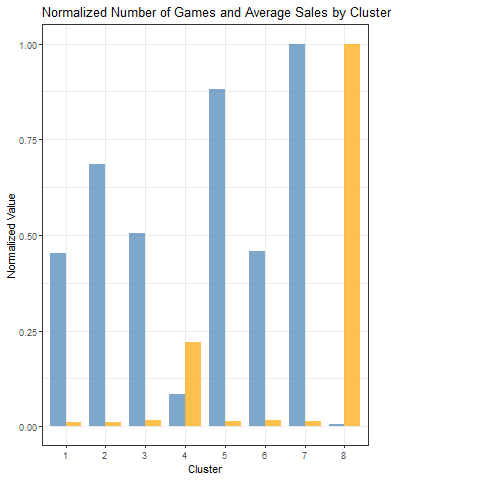 Normalized Number of Games and Average Sales by Cluster
1.00
0.75
0.50
0.25
0.00
Normalized Value
1 2 3 4 5 6 7 8
Cluster